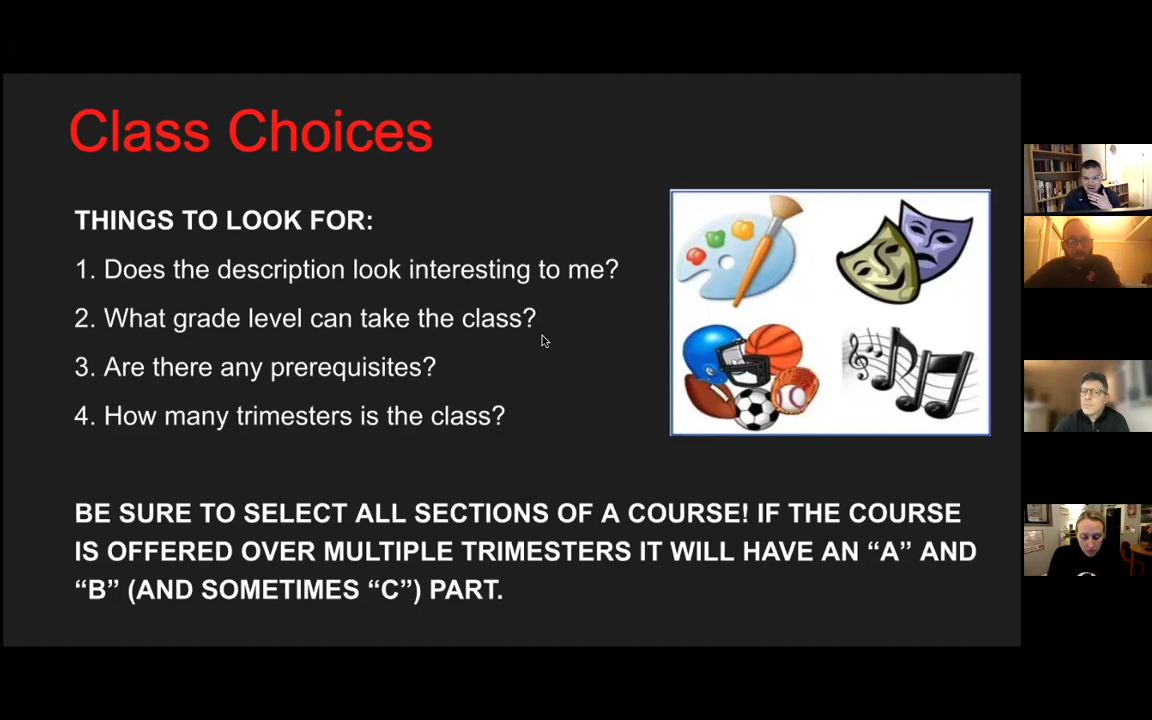 Class Choices
THINGS TO LOOK FOR:
1. Does the description look interesting to me?
2. What grade level can take the class?
3. Are there any prerequisites?
4. How many trimesters is the class?
BE SURE TO SELECT ALL SECTIONS OF A COURSE! IF THE COURSE
IS OFFERED OVER MULTIPLE TRIMESTERS IT WILL HAVE AN “A” AND
“B” (AND SOMETIMES “C”) PART.